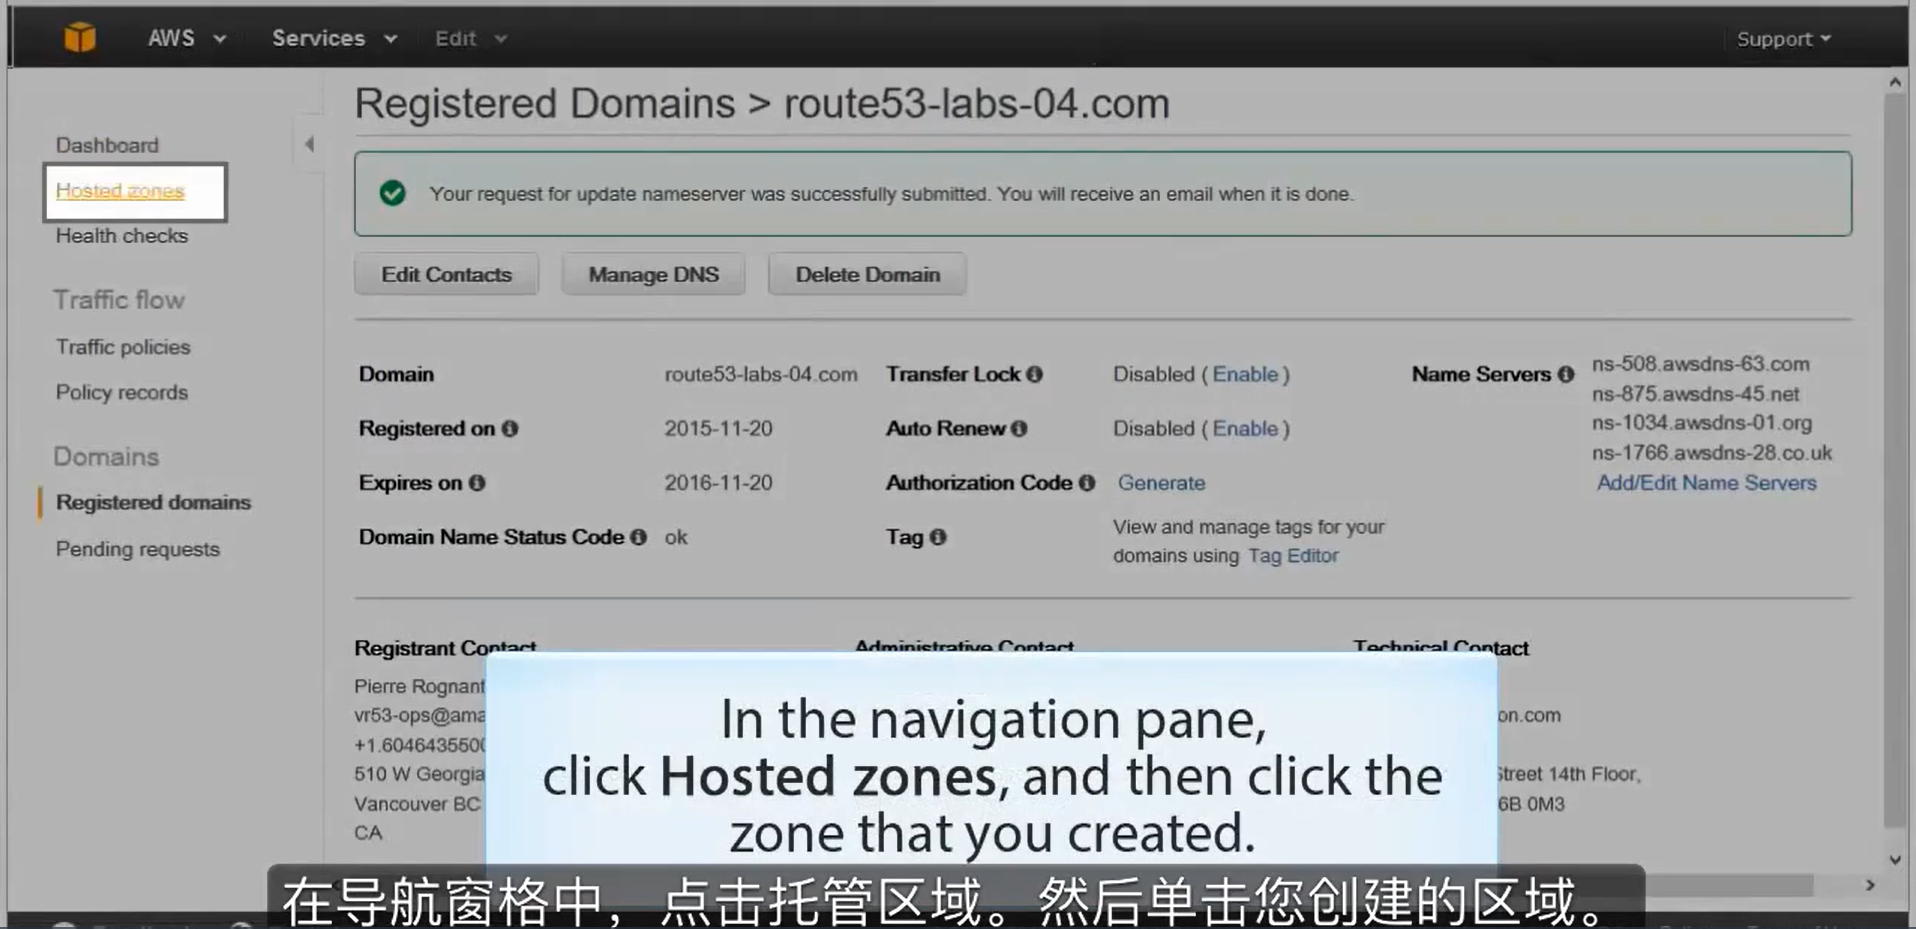 AWS Services Edit Support
Registered Domains > route53-labs-04.com
Dashboard
Hosted zones
Health checks
Traffic flow
Traffic policies
Policy records
Domains
Registered domains
Pending requests
Your request for update nameserver was successfully submitted. You will receive an email when it is done.
Edit Contacts Manage DNS Delete Domain
Domain route53-labs-04.com
Registered on 2015-11-20
Expires on 2016-11-20
Domain Name Status Code ok
Transfer Lock Disabled ( Enable )
Auto Renew Disabled ( Enable )
Authorization Code Generate
Tag View and manage tags for your
domains using Tag Editor
Name Servers ns-508.awsdns-63.com
ns-875.awsdns-45.net
ns-1034.awsdns-01.org
ns-1766.awsdns-28.co.uk
Add/Edit Name Servers
Registrant Contact Administrative Contact Technical Contact
Pierre Rognant
vr53-ops@ama
+1.6046435500
510 W Georgia
Vancouver BC
CA
on.com
Street 14th Floor,
6B 0M3
In the navigation pane,
click Hosted zones, and then click the
zone that you created.
在导航窗格中，点击托管区域。然后单击您创建的区域。